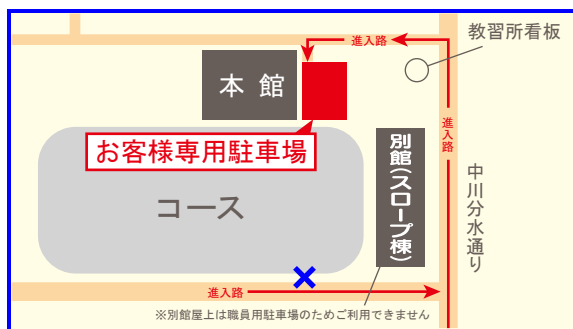 教習所看板
進入路
本館
進入路
お客様専用駐車場
別館(スロープ棟)
中川分水通り
コース
進入路
※別館屋上は職員用駐車場のためご利用できません